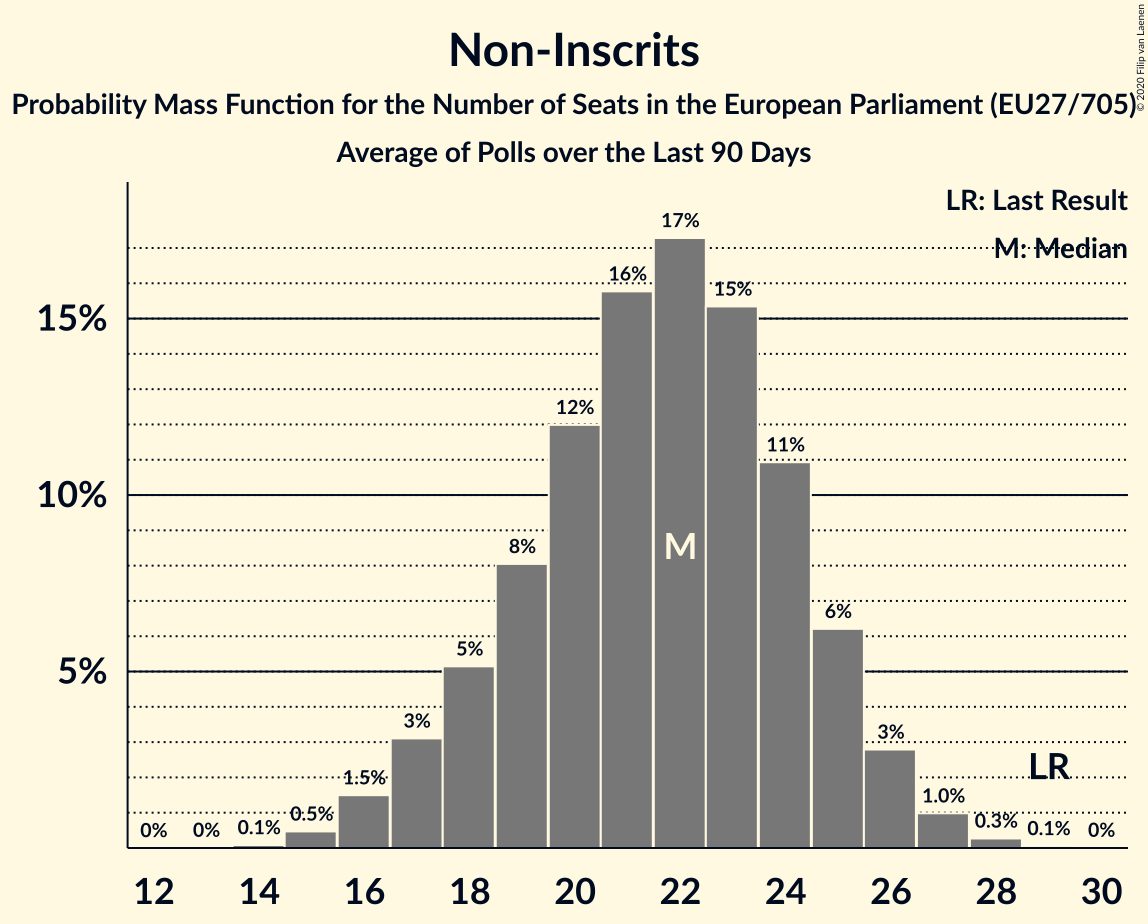 Non-Inscrits
Probability Mass Function for the Number of Seats in the European Parliament (EU27/705)
Average of Polls over the Last 90 Days
© 2020 Filip van Laenen
LR: Last Result
M: Median
17%
16%
15%
15%
12%
11%
10%
8%
M
6%
5%
5%
3%
3%
LR
1.5%
1.0%
0.5%
0.3%
0% 0% 0.1% 0.1% 0%
12 14 16 18 20 22 24 26 28 30